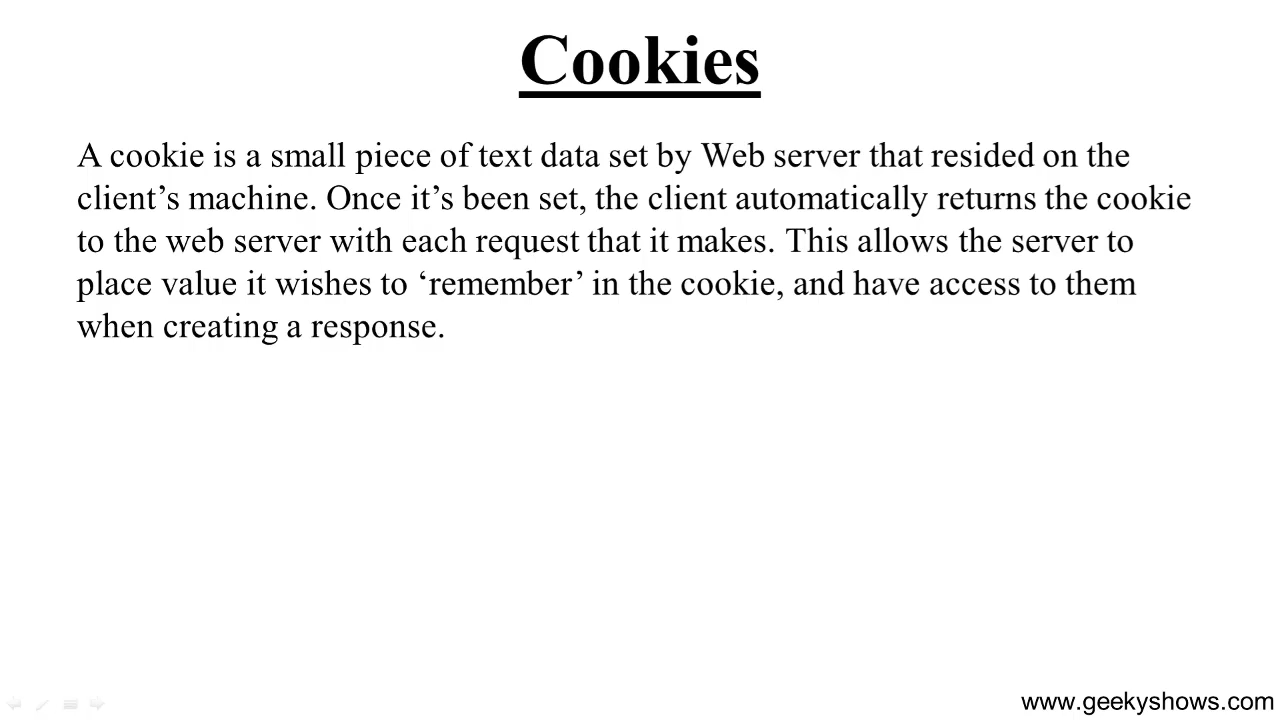 Cookies
A cookie is a small piece of text data set by Web server that resided on the
client’s machine. Once it’s been set, the client automatically returns the cookie
to the web server with each request that it makes. This allows the server to
place value it wishes to ‘remember’ in the cookie, and have access to them
when creating a response.
www.geekyshows.com